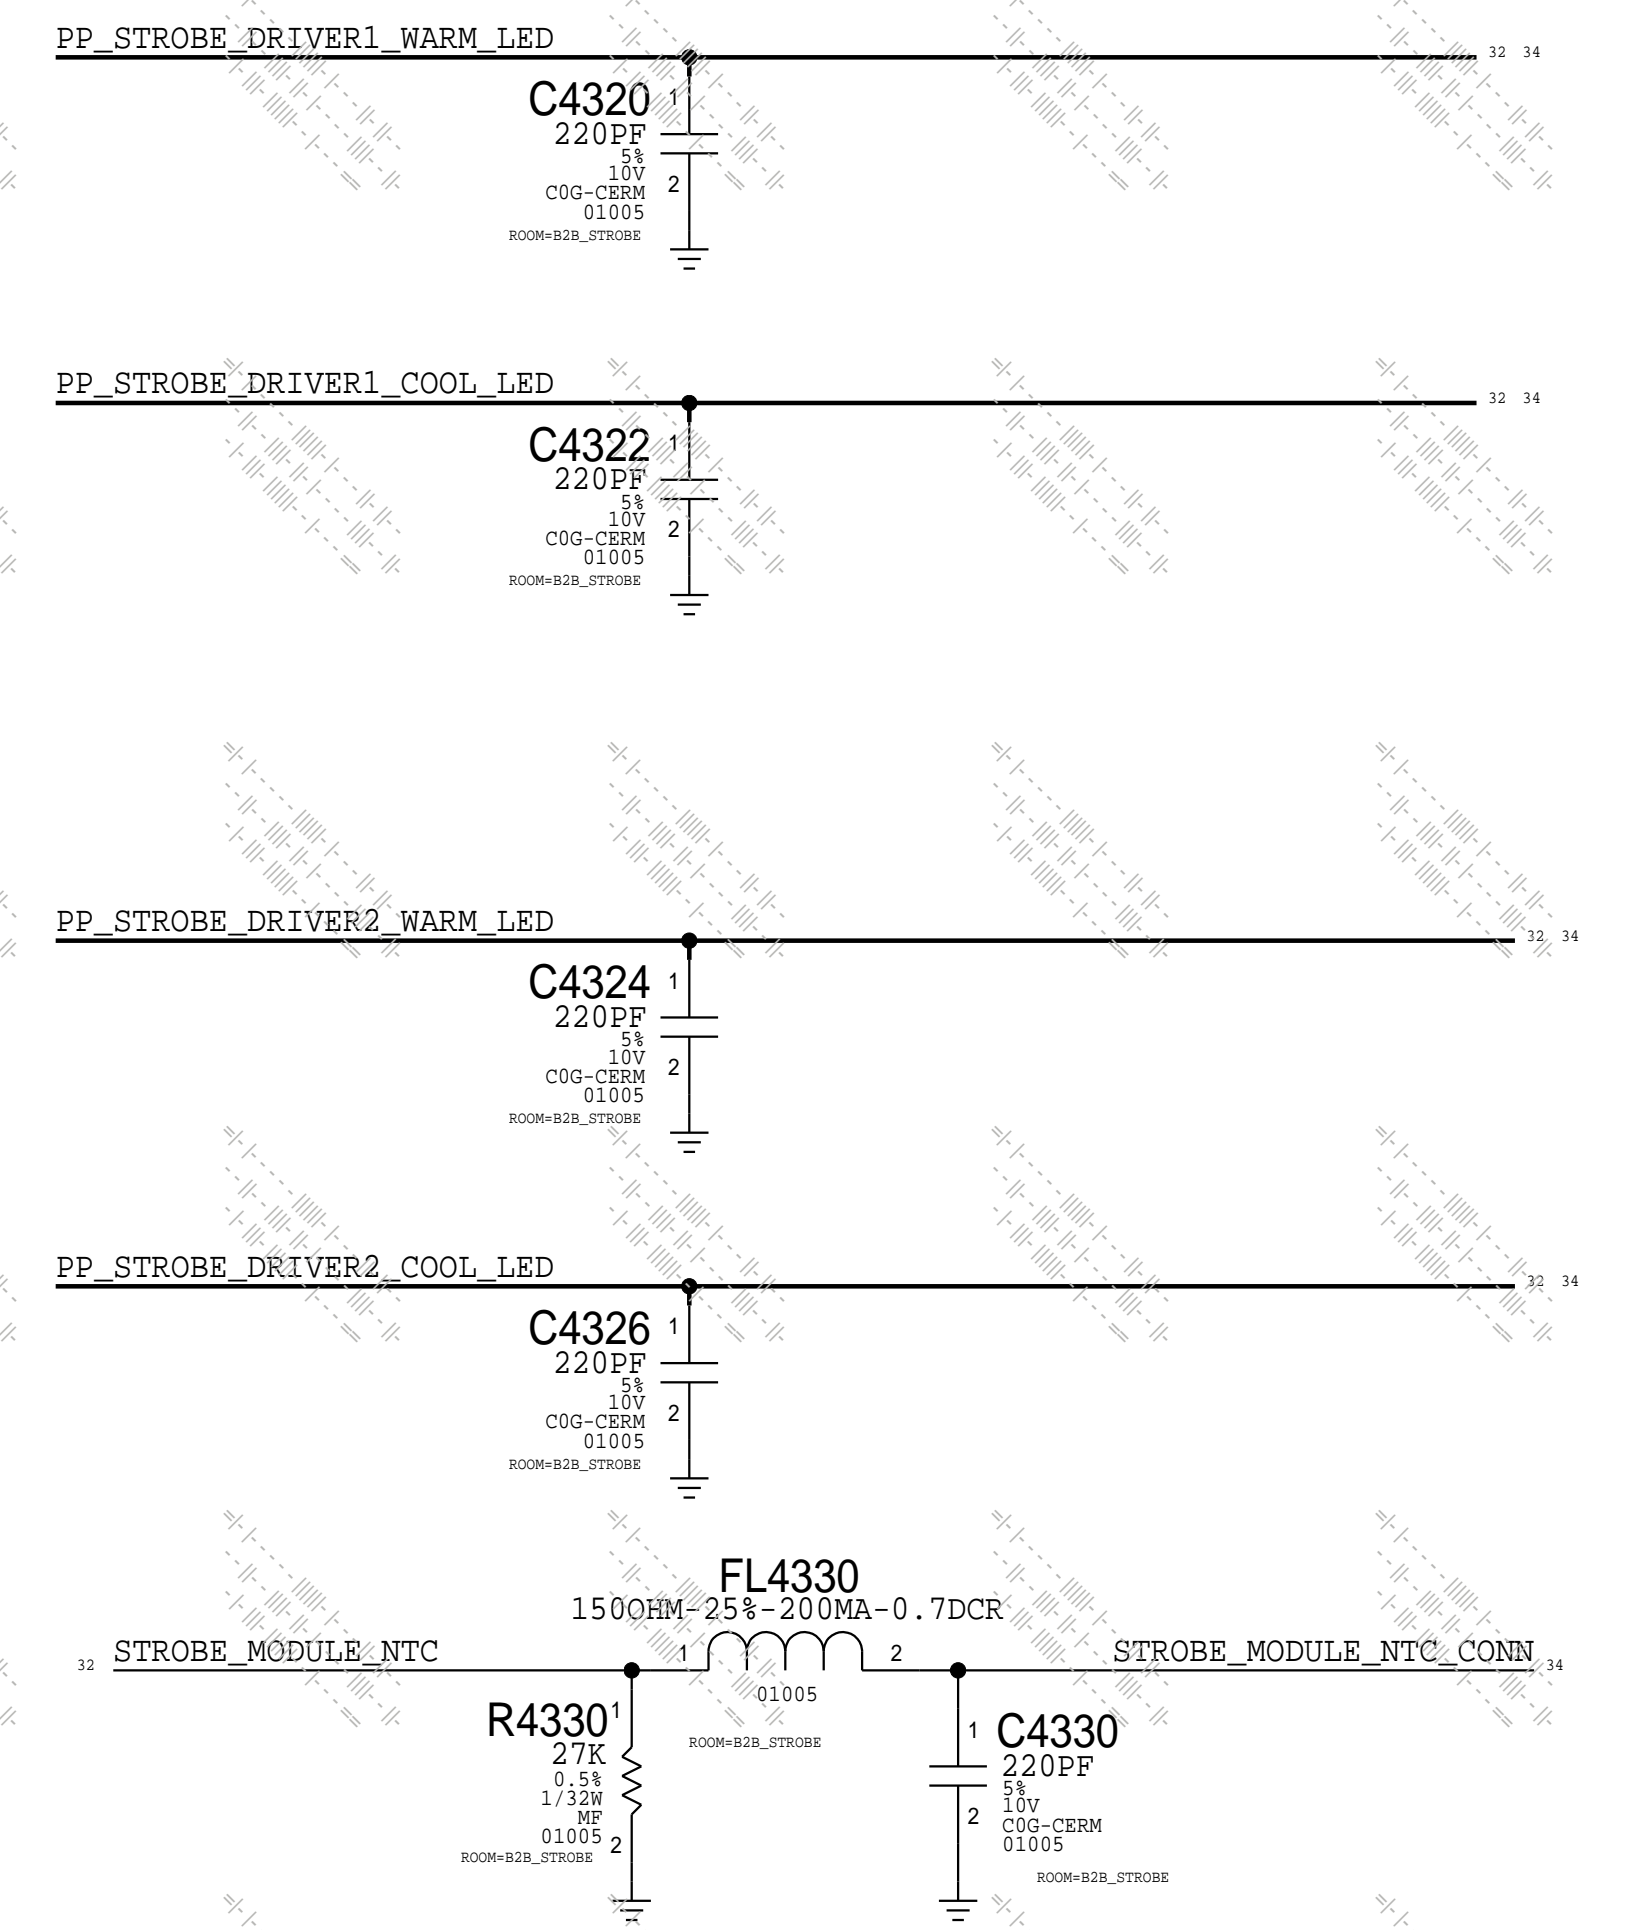 PP_STROBE_DRIVER1_WARM_LED
32 34
C4320
1
220PF
5%
10V
2
C0G-CERM
01005
ROOM=B2B_STROBE
PP_STROBE_DRIVER1_COOL_LED
32 34
C4322
1
220PF
5%
10V
2
C0G-CERM
01005
ROOM=B2B_STROBE
PP_STROBE_DRIVER2_WARM_LED
32 34
C4324
1
220PF
5%
10V
2
C0G-CERM
01005
ROOM=B2B_STROBE
PP_STROBE_DRIVER2_COOL_LED
32 34
C4326
1
220PF
5%
10V
2
C0G-CERM
01005
ROOM=B2B_STROBE
FL4330
150OHM-25%-200MA-0.7DCR
32
STROBE_MODULE_NTC
1
2
STROBE_MODULE_NTC_CONN
34
01005
ROOM=B2B_STROBE
R4330
1
27K
0.5%
1/32W
MF
01005
2
ROOM=B2B_STROBE
1
C4330
220PF
5%
10V
2
C0G-CERM
01005
ROOM=B2B_STROBE